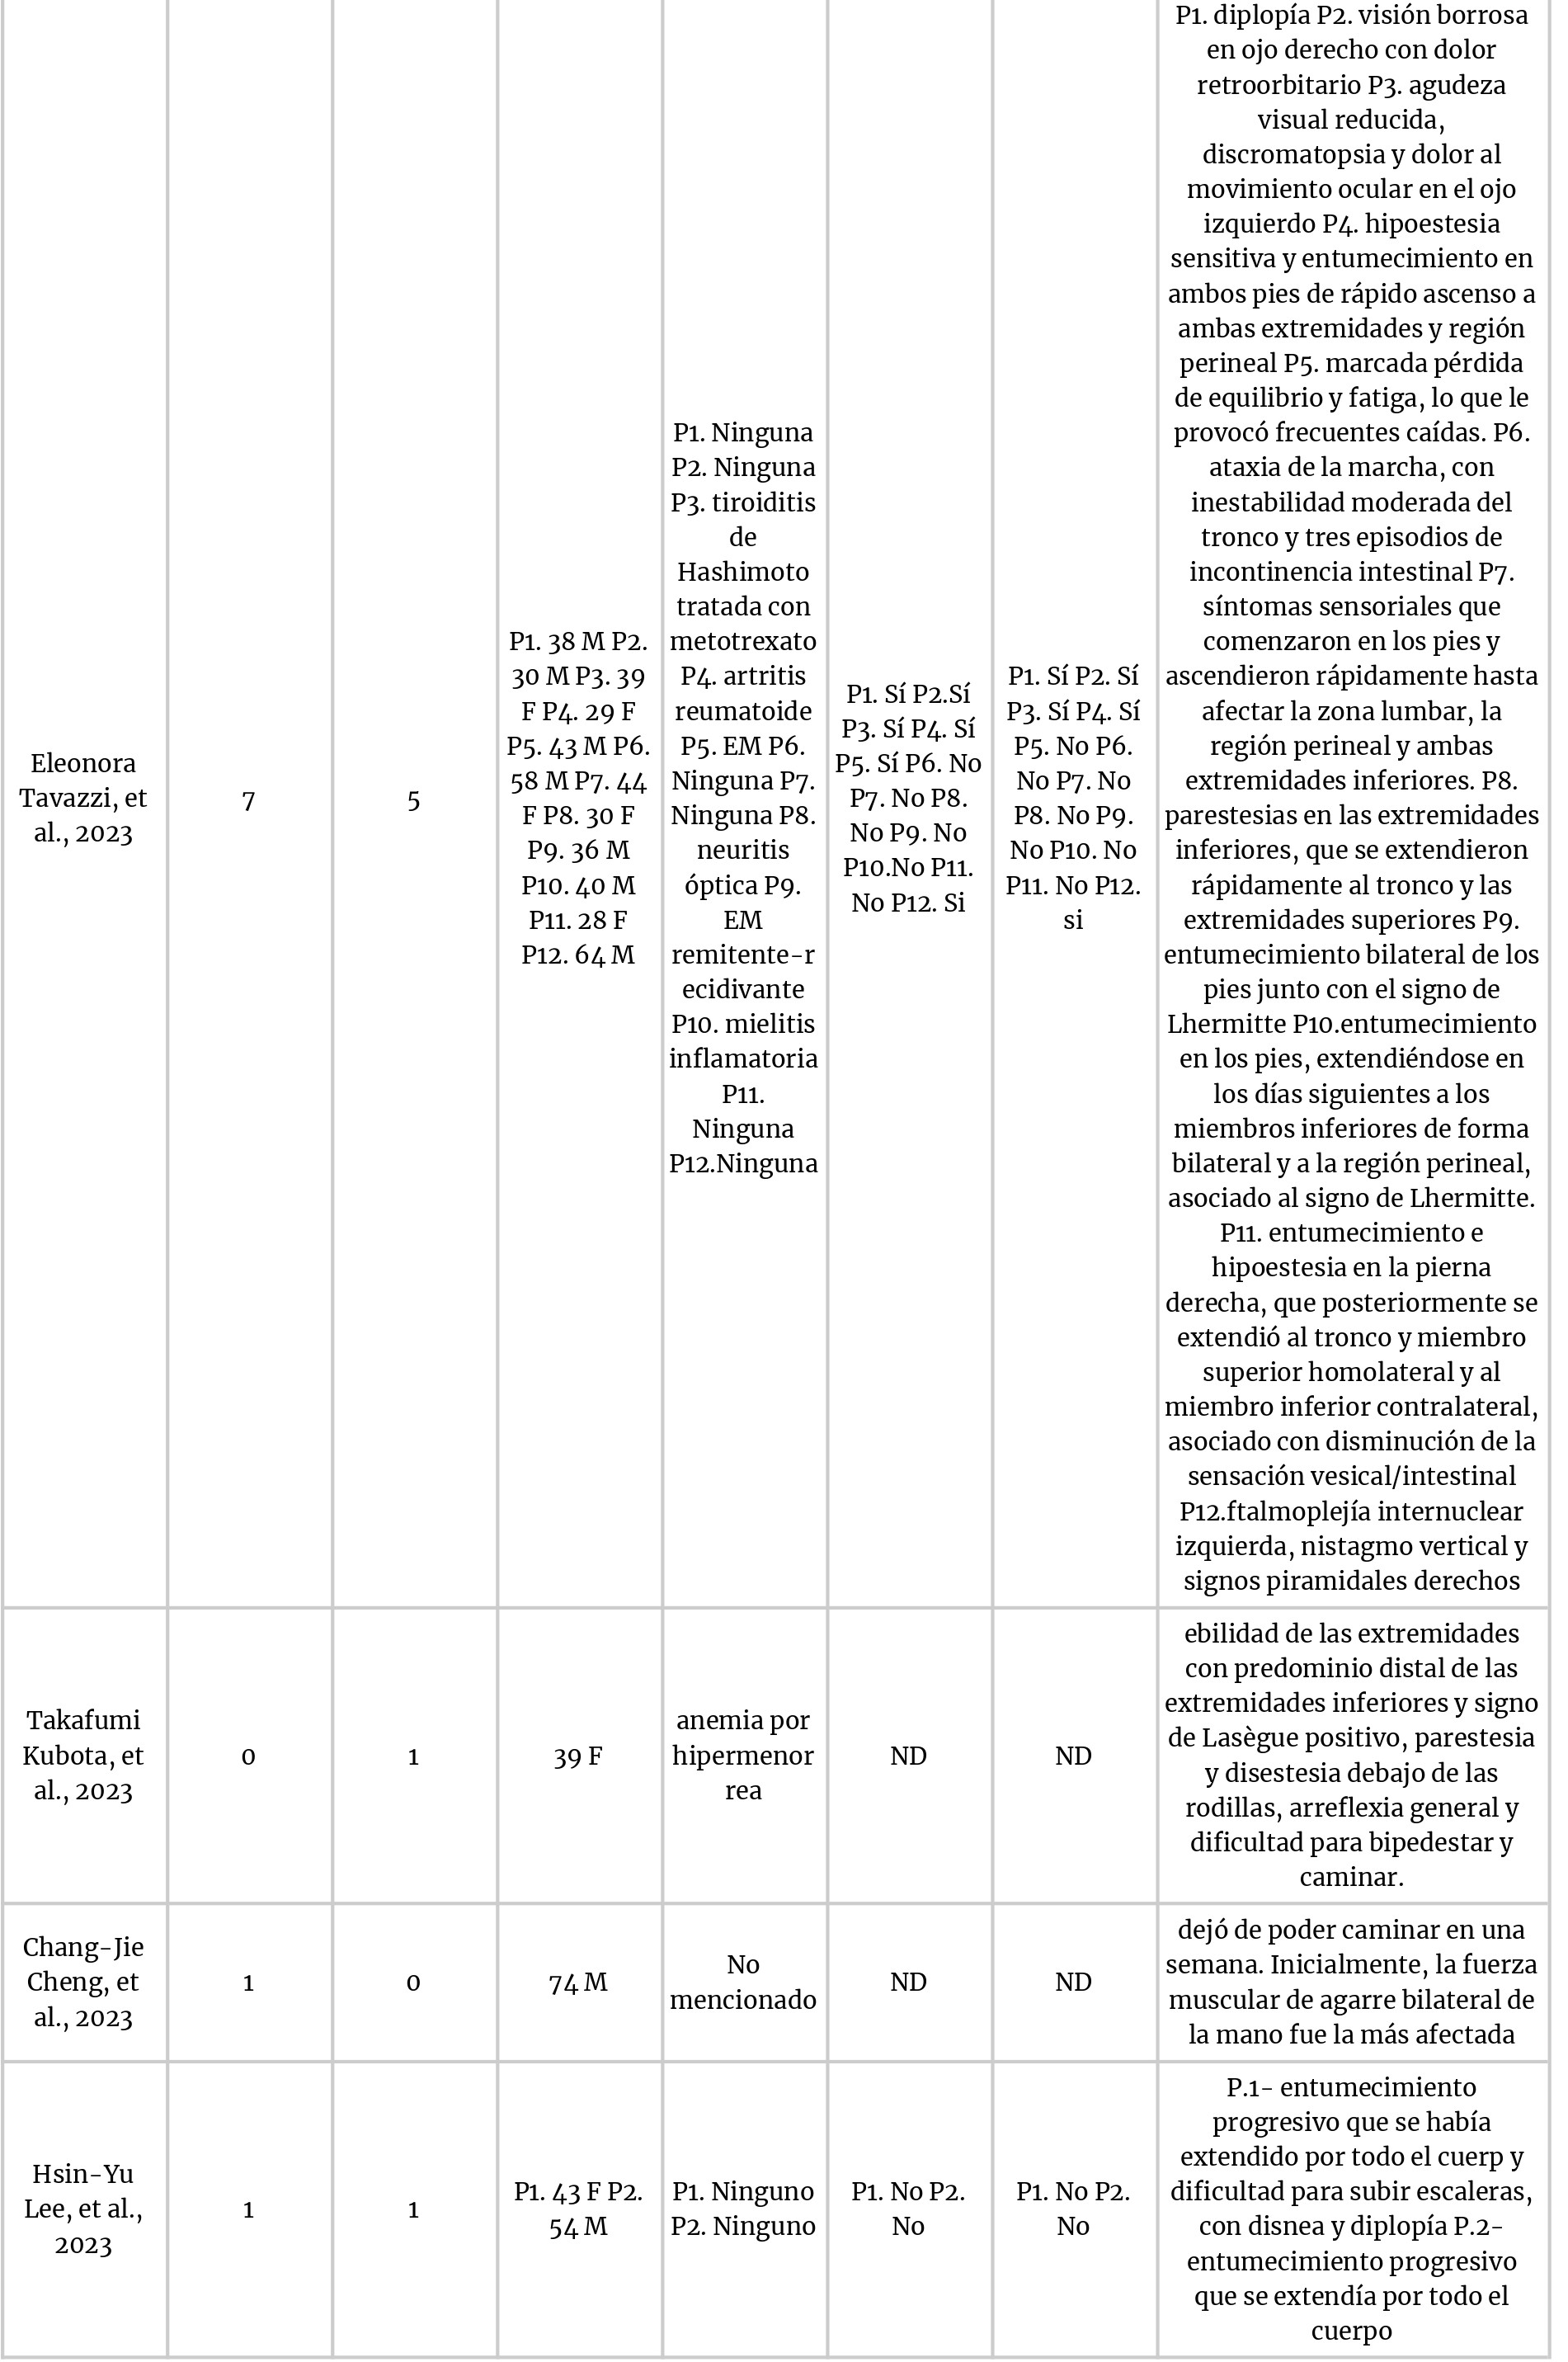 Eleonora
Tavazzi, et
al., 2023
7
5
P1. 38 M P2.
30 M P3. 39
F P4. 29 F
P5. 43 M P6.
58 M P7. 44
F P8. 30 F
P9. 36 M
P10. 40 M
P11. 28 F
P12. 64 M
P1. Ninguna
P2. Ninguna
P3. tiroiditis
de
Hashimoto
tratada con
metotrexato
P4. artritis
reumatoide
P5. EM P6.
Ninguna P7.
Ninguna P8.
neuritis
óptica P9.
EM
remitente-r
ecidivante
P10. mielitis
inflamatoria
P11.
Ninguna
P12.Ninguna
P1. Sí P2.Sí
P3. Sí P4. Sí
P5. Sí P6. No
P7. No P8.
No P9. No
P10.No P11.
No P12. Si
P1. Sí P2. Sí
P3. Sí P4. Sí
P5. No P6.
No P7. No
P8. No P9.
No P10. No
P11. No P12.
si
P1. diplopía P2. visión borrosa
en ojo derecho con dolor
retroorbitario P3. agudeza
visual reducida,
discromatopsia y dolor al
movimiento ocular en el ojo
izquierdo P4. hipoestesia
sensitiva y entumecimiento en
ambos pies de rápido ascenso a
ambas extremidades y región
perineal P5. marcada pérdida
de equilibrio y fatiga, lo que le
provocó frecuentes caídas. P6.
ataxia de la marcha, con
inestabilidad moderada del
tronco y tres episodios de
incontinencia intestinal P7.
síntomas sensoriales que
comenzaron en los pies y
ascendieron rápidamente hasta
afectar la zona lumbar, la
región perineal y ambas
extremidades inferiores. P8.
parestesias en las extremidades
inferiores, que se extendieron
rápidamente al tronco y las
extremidades superiores P9.
entumecimiento bilateral de los
pies junto con el signo de
Lhermitte P10.entumecimiento
en los pies, extendiéndose en
los días siguientes a los
miembros inferiores de forma
bilateral y a la región perineal,
asociado al signo de Lhermitte.
P11. entumecimiento e
hipoestesia en la pierna
derecha, que posteriormente se
extendió al tronco y miembro
superior homolateral y al
miembro inferior contralateral,
asociado con disminución de la
sensación vesical/intestinal
P12.ftalmoplejía internuclear
izquierda, nistagmo vertical y
signos piramidales derechos
Takafumi
Kubota, et
al., 2023
0
1
39 F
anemia por
hipermenor
rea
ND
ND
ebilidad de las extremidades
con predominio distal de las
extremidades inferiores y signo
de Lasègue positivo, parestesia
y disestesia debajo de las
rodillas, arreflexia general y
dificultad para bipedestar y
caminar.
Chang-Jie
Cheng, et
al., 2023
1
0
74 M
No
mencionado
ND
ND
dejó de poder caminar en una
semana. Inicialmente, la fuerza
muscular de agarre bilateral de
la mano fue la más afectada
Hsin-Yu
Lee, et al.,
2023
1
1
P1. 43 F P2.
54 M
P1. Ninguno
P2. Ninguno
P1. No P2.
No
P1. No P2.
No
P.1- entumecimiento
progresivo que se había
extendido por todo el cuerp y
dificultad para subir escaleras,
con disnea y diplopía P.2-
entumecimiento progresivo
que se extendía por todo el
cuerpo